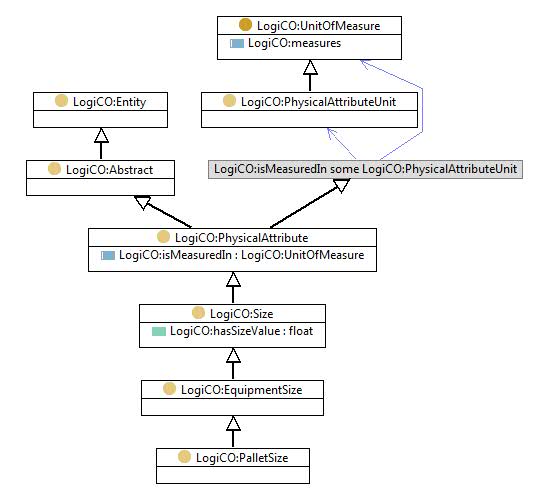 LogiCO:UnitOfMeasure
LogiCO:measures
LogiCO:Entity
LogiCO:PhysicalAttributeUnit
LogiCO:Abstract
LogiCO:isMeasuredIn some LogiCO:PhysicalAttributeUnit
LogiCO:PhysicalAttribute
LogiCO:isMeasuredIn : LogiCO:UnitOfMeasure
LogiCO:Size
LogiCO:hasSizeValue : float
LogiCO:EquipmentSize
LogiCO:PalletSize